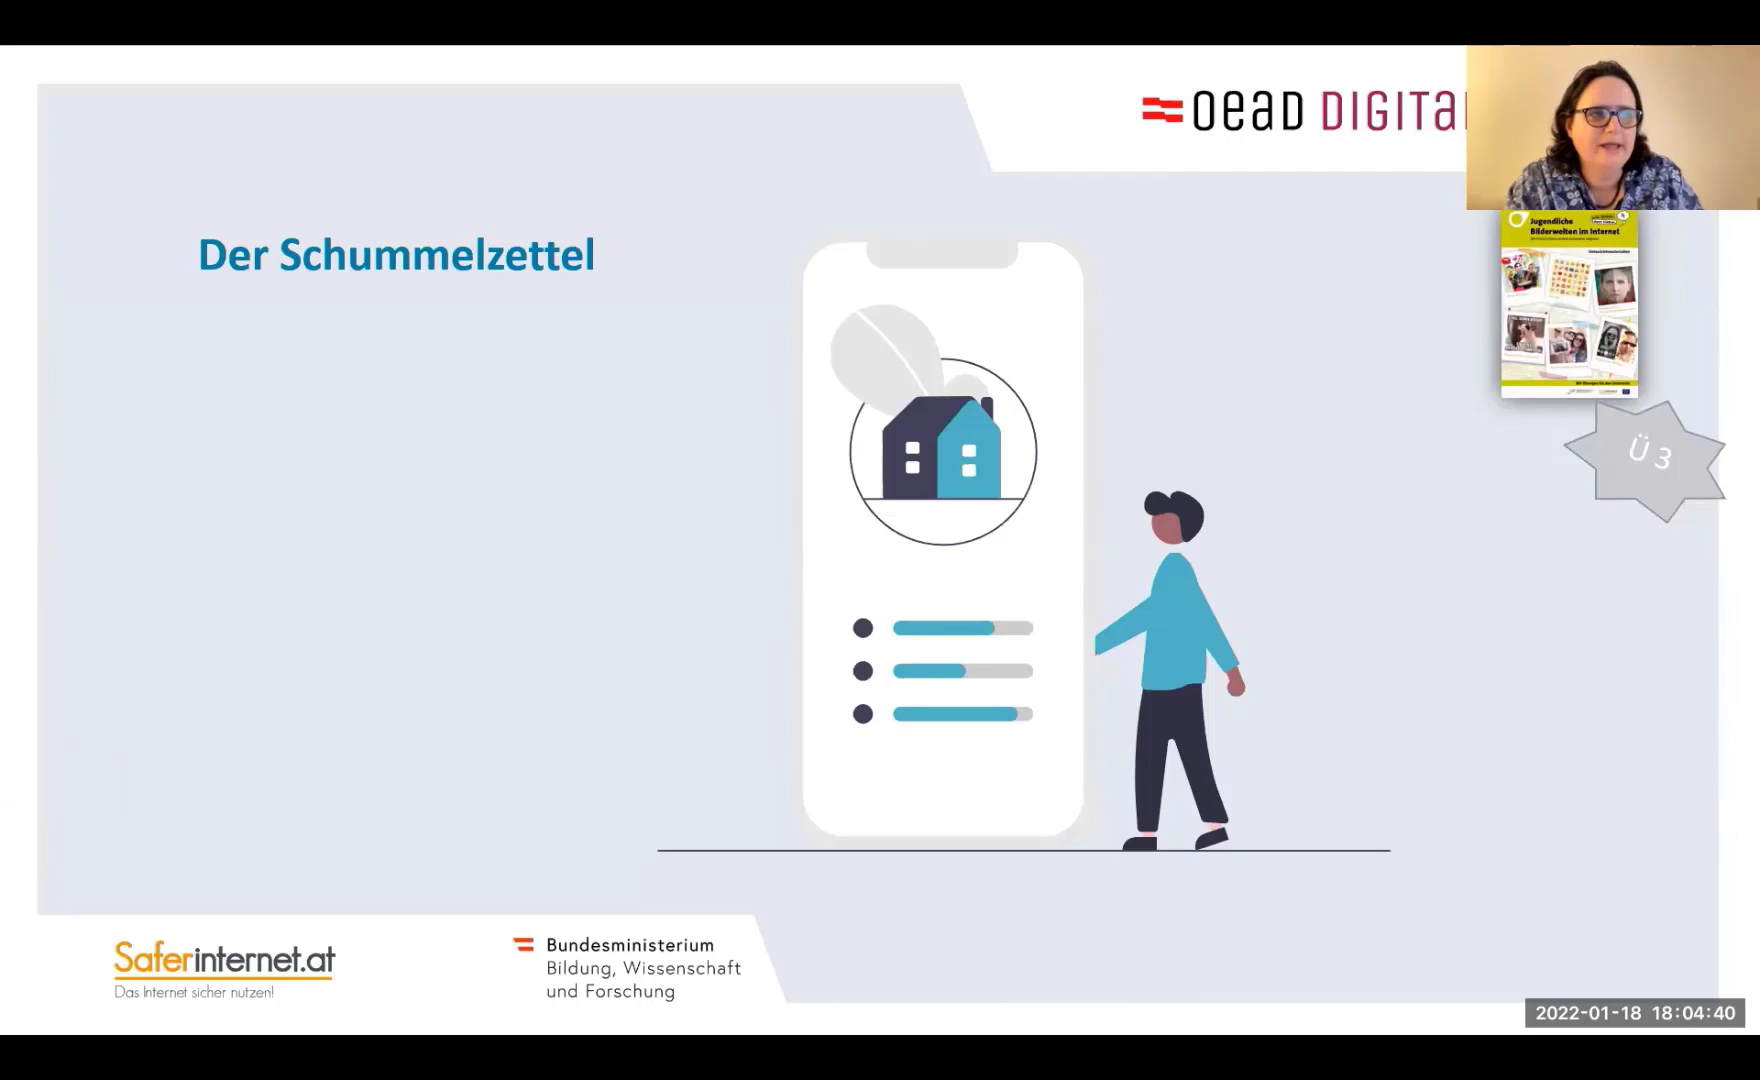 OEAD DIGITA
Jugendliche
Bilderwelten im Internet
Der Schummelzettel
Ü 3
Saferinternet.at
Das Internet sicher nutzen!
Bundesministerium
Bildung, Wissenschaft
und Forschung
2022-01-18 18:04:40